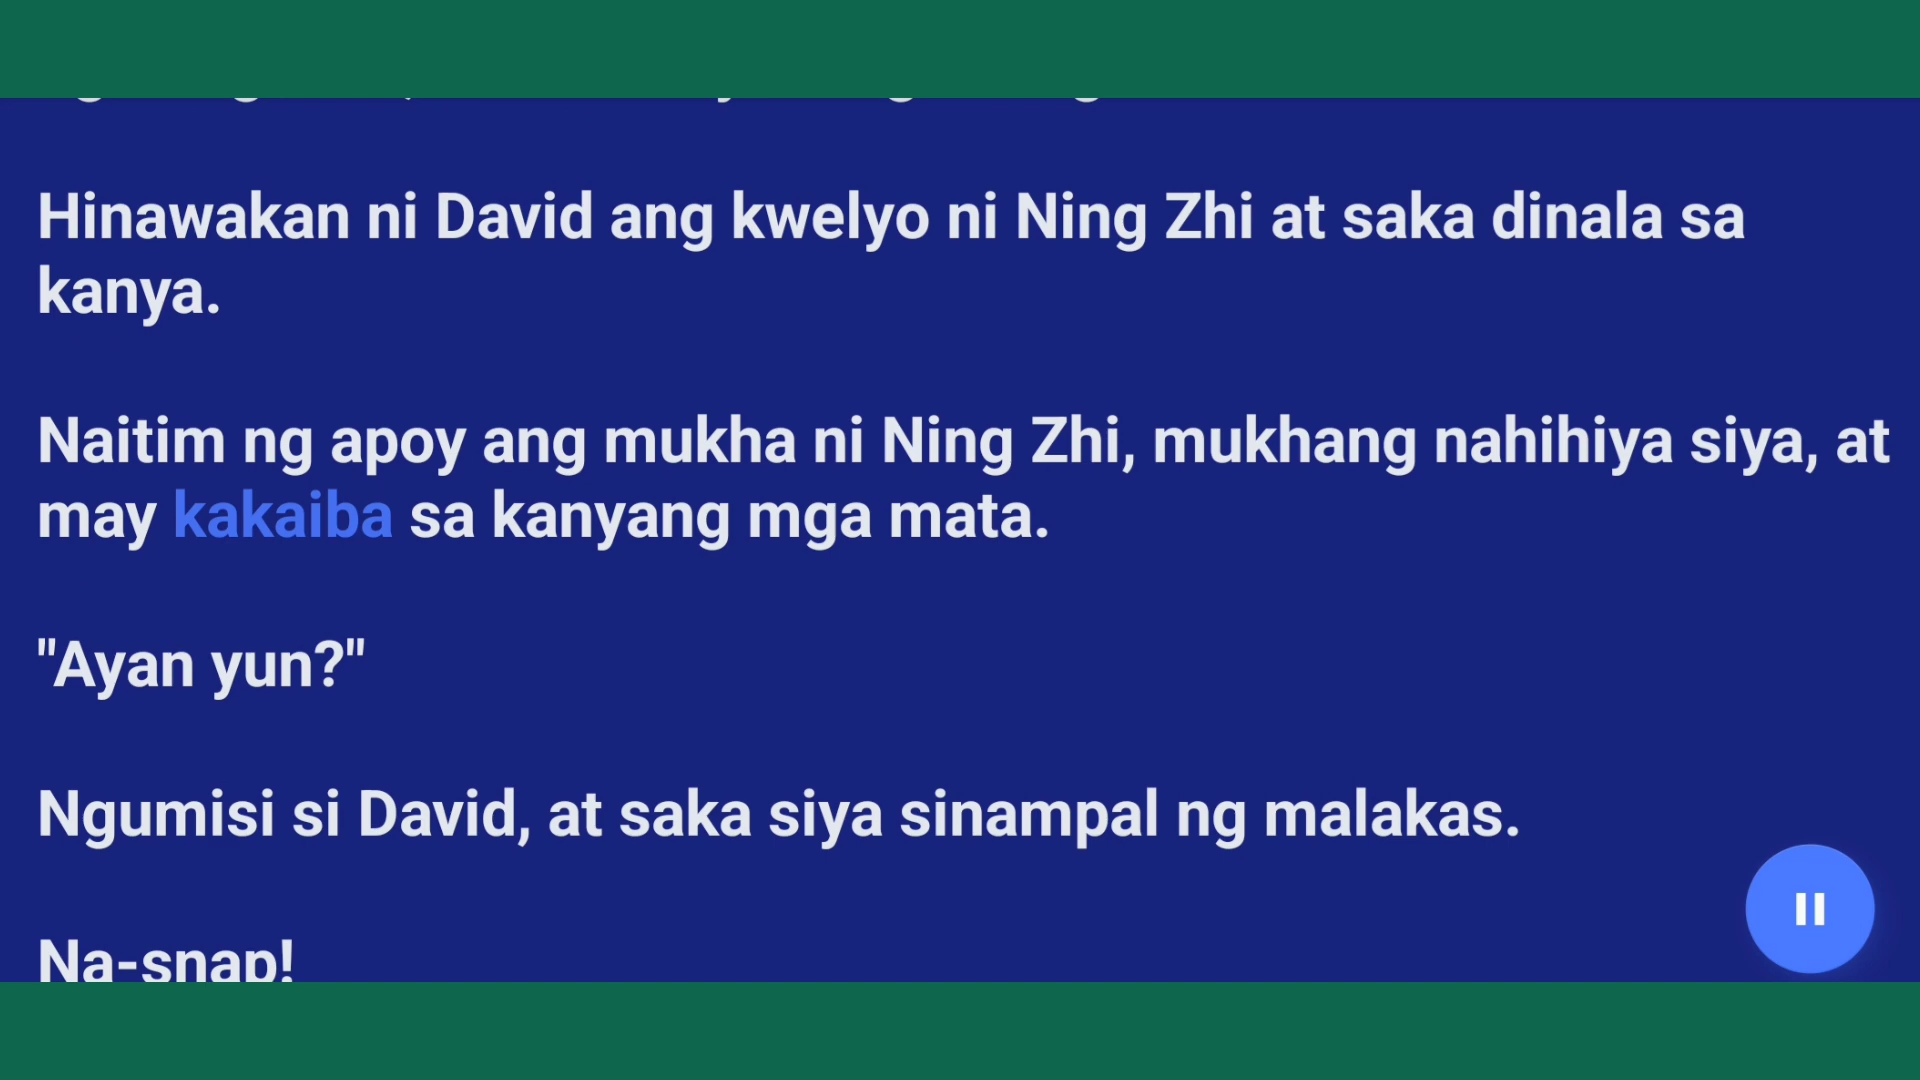 Hinawakan ni David ang kwelyo ni Ning Zhi at saka dinala sa
kanya.
Naitim ng apoy ang mukha ni Ning Zhi, mukhang nahihiya siya, at
may kakaiba sa kanyang mga mata.
"Ayan yun?"
Ngumisi si David, at saka siya sinampal ng malakas.
Na-snap!